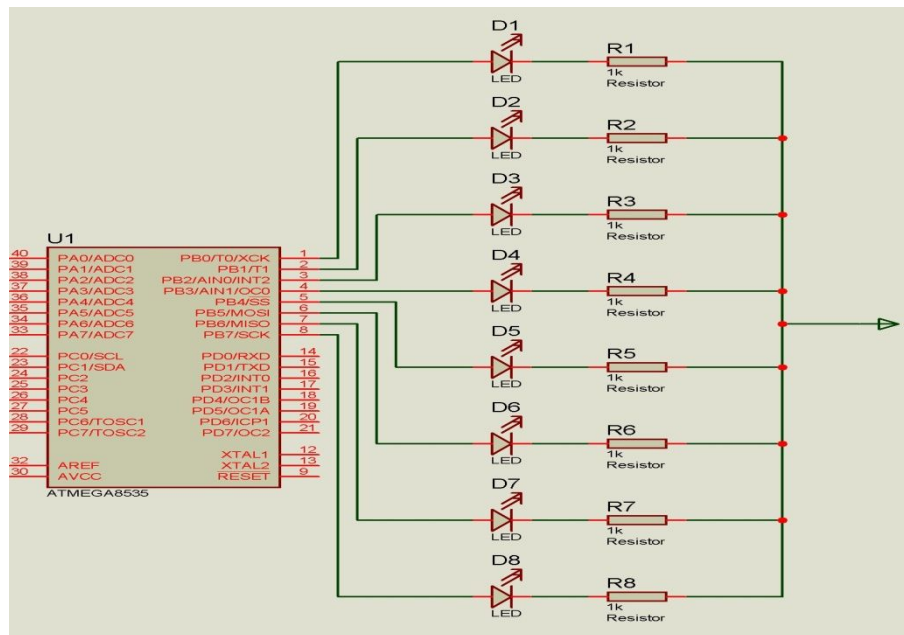 D1
LED
R1
1k
Resistor
D2
LED
R2
1k
Resistor
D3
LED
R3
1k
Resistor
D4
LED
R4
1k
Resistor
D5
LED
R5
1k
Resistor
D6
LED
R6
1k
Resistor
D7
LED
R7
1k
Resistor
D8
LED
R8
1k
Resistor
U1
40 PA0/ADC0 PB0/T0/XCK 1
39 PA1/ADC1 PB1/T1 2
38 PA2/ADC2 PB2/AIN0/INT2 3
37 PA3/ADC3 PB3/AIN1/OC0 4
36 PA4/ADC4 PB4/SS 5
35 PA5/ADC5 PB5/MOSI 6
34 PA6/ADC6 PB6/MISO 7
33 PA7/ADC7 PB7/SCK 8
22 PC0/SCL PD0/RXD 14
23 PC1/SDA PD1/TXD 15
24 PC2 PD2/INT0 16
25 PC3 PD3/INT1 17
26 PC4 PD4/OC1B 18
27 PC5 PD5/OC1A 19
28 PC6/TOSC1 PD6/ICP1 20
29 PC7/TOSC2 PD7/OC2 21
XTAL1 12
32 AREF XTAL2 13
30 AVCC RESET 9
ATMEGA8535